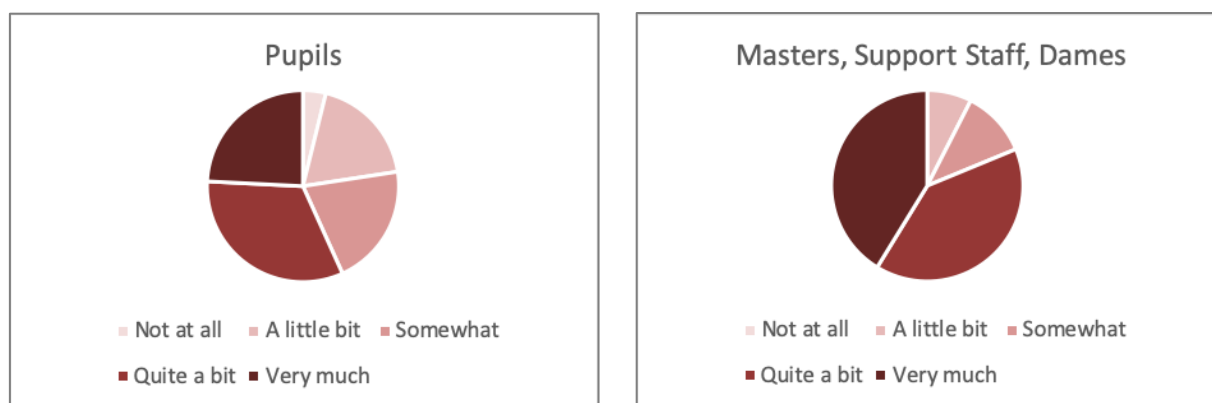 Pupils
Not at all A little bit Somewhat
Quite a bit Very much
Masters, Support Staff, Dames
Not at all A little bit Somewhat
Quite a bit Very much